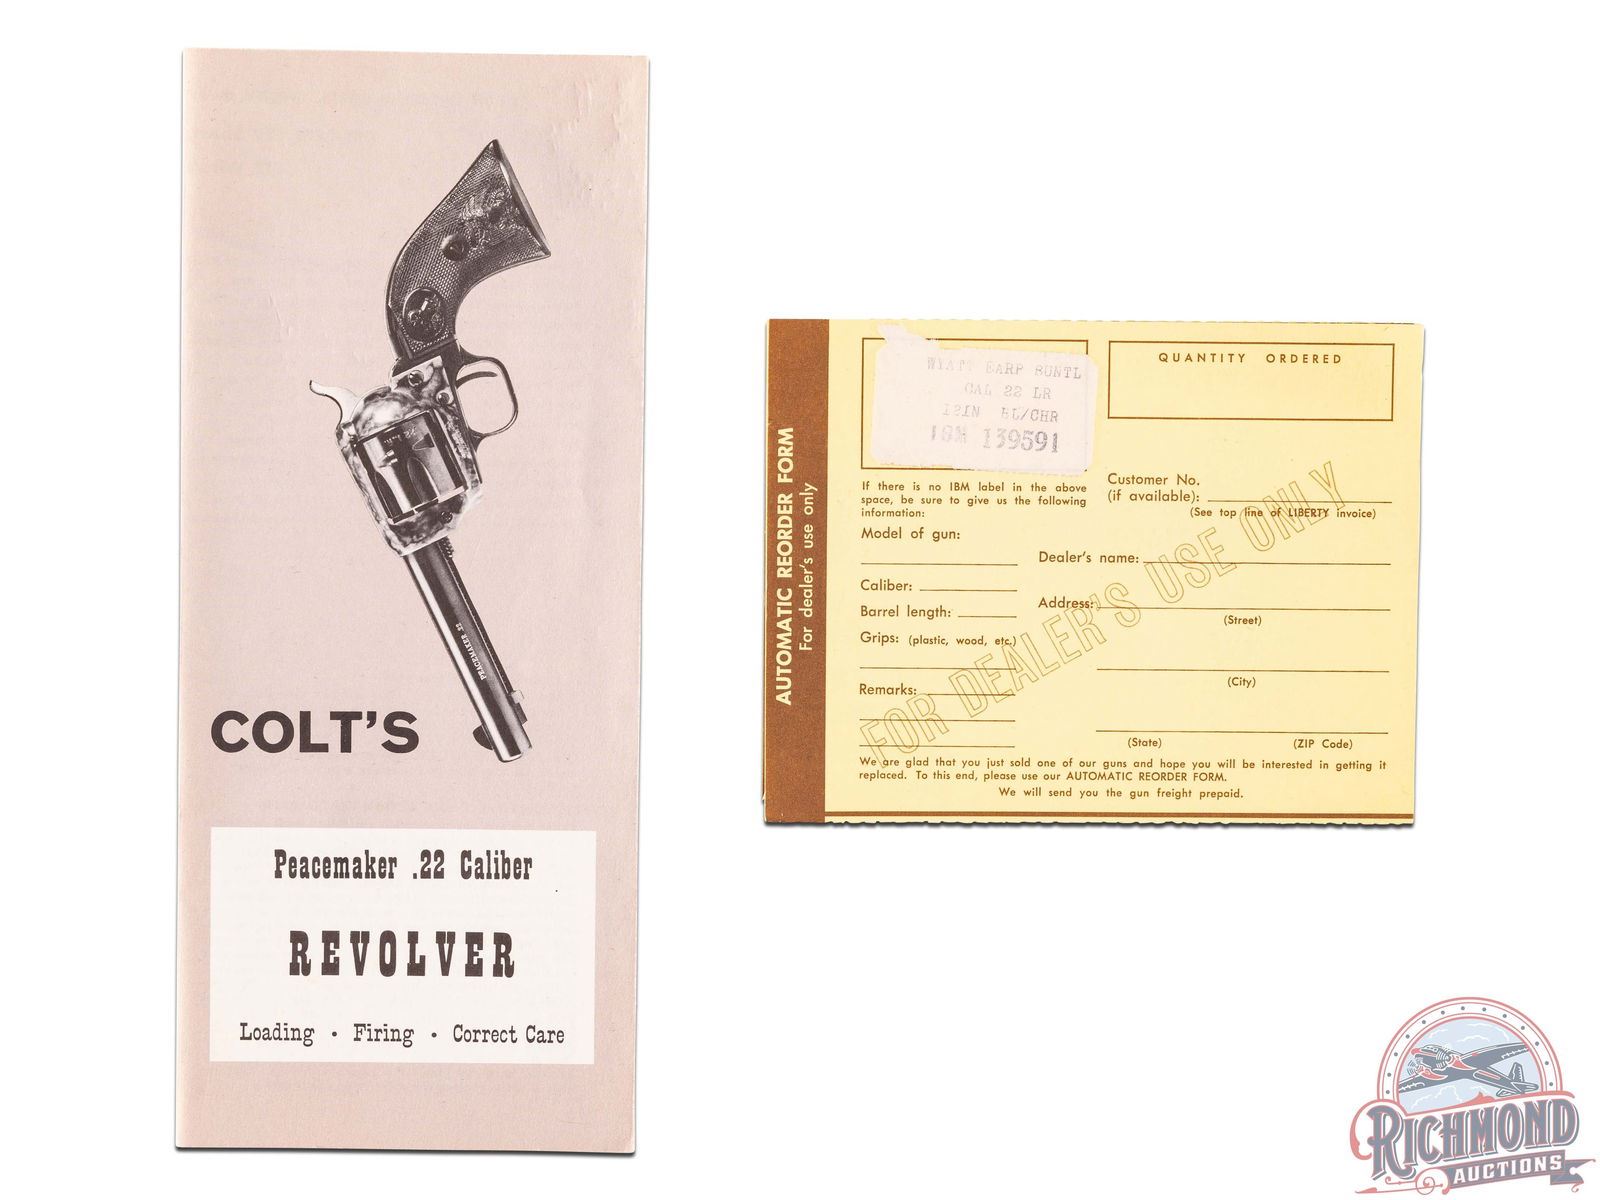 PEACEMAKER 22
COLT'S
Peacemaker .22 Caliber
REVOLVER
Loading · Firing · Correct Care
AUTOMATIC REORDER FORM
For dealer's use only
WYATT EARP BUNTL
CAL 22 LR
12IN BL/CHR
IBM 139591
QUANTITY ORDERED
If there is no IBM label in the above
space, be sure to give us the following
information:
Model of gun:
Caliber:
Barrel length:
Grips: (plastic, wood, etc.)
Remarks:
Customer No.
(if available):
(See top line of LIBERTY invoice)
Dealer's name:
Address:
(Street)
(City)
(State) (ZIP Code)
FOR DEALER'S USE ONLY
We are glad that you just sold one of our guns and hope you will be interested in getting it
replaced. To this end, please use our AUTOMATIC REORDER FORM.
We will send you the gun freight prepaid.
RICHMOND
AUCTIONS